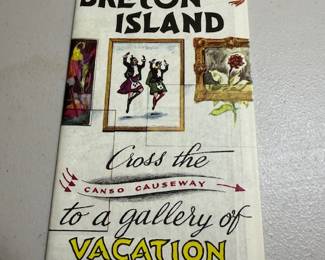 BRETON
ISLAND
Cross the
CANSO CAUSEWAY
to a gallery of
VACATION